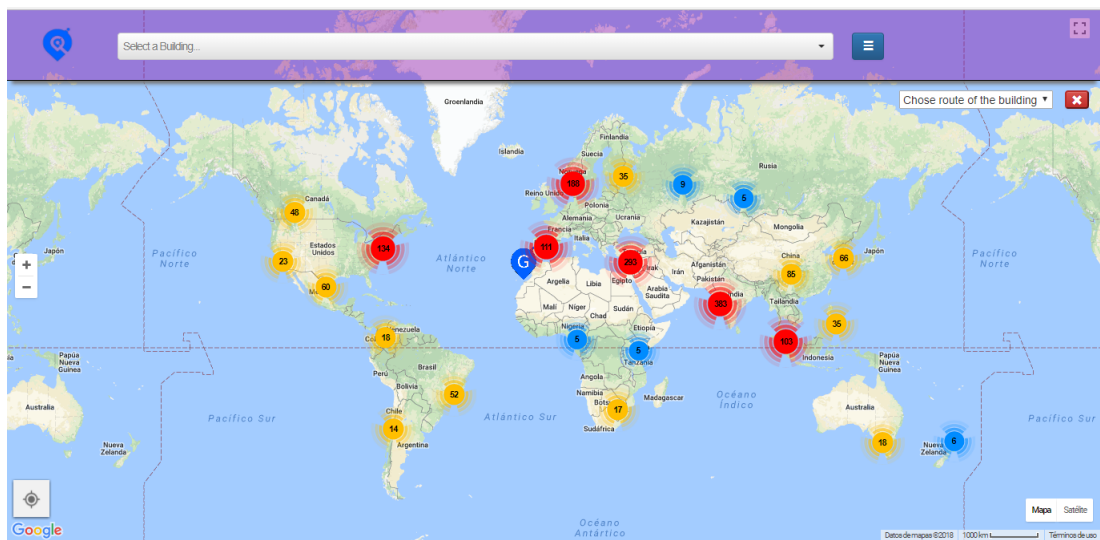 Select a Building...
Chose route of the building
Groenlandia
Islandia
Finlandia
Suecia
Rusia
188
35
9
5
Reino Unido
Polonia
Canadá
48
Alemania
Ucrania
Kazajistán
Mongolia
Francia
Italia
Estados
Unidos
134
111
293
China
66
Japón
Japón
Pacífico
Norte
Atlántico
Norte
Pacífico
Norte
23
G
Afganistán
Irak
Irán
Pakistán
85
+
−
60
Argelia
Libia
Egipto
Arabia
Saudita
383
India
Tailandia
Malí
Níger
Chad
Sudán
35
18
Venezuela
Nigeria
5
Etiopía
5
Tanzania
103
Indonesia
Papúa
Nueva
Guinea
Papúa
Nueva
Guinea
Perú
Brasil
Bolivia
52
Angola
Namibia
17
Madagascar
Océano
Índico
Australia
Australia
Pacífico Sur
Chile
14
Argentina
Atlántico Sur
Sudáfrica
Pacífico Sur
18
6
Nueva
Zelanda
Nueva
Zelanda
Océano
Antártico
Mapa
Satélite
Google
Datos de mapas ©2018
1000 km
Términos de uso